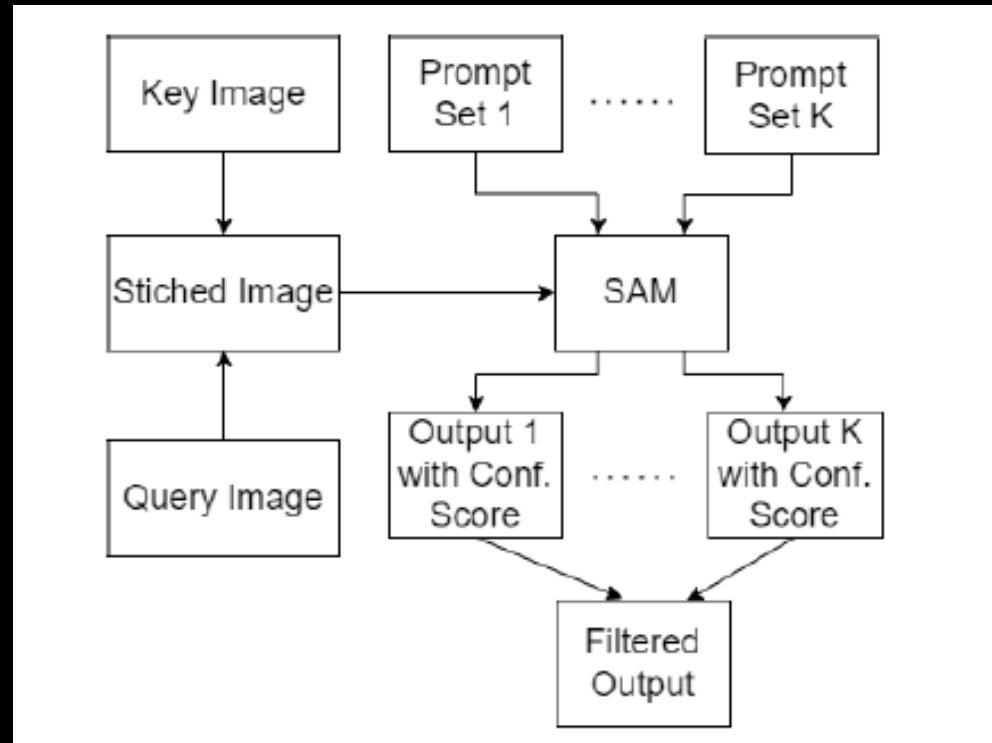 Key Image
Prompt
Set 1
......
Prompt
Set K
Stiched Image
SAM
Query Image
Output 1
with Conf.
Score
......
Output K
with Conf.
Score
Filtered
Output